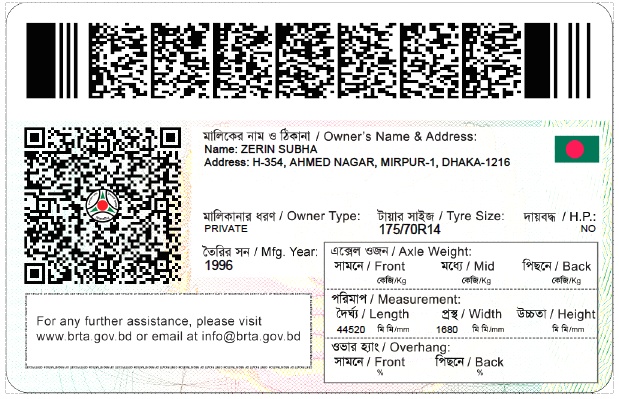 মালিকের নাম ও ঠিকানা / Owner's Name & Address:
Name: ZERIN SUBHA
Address: H-354, AHMED NAGAR, MIRPUR-1, DHAKA-1216
মালিকানার ধরণ / Owner Type: টায়ার সাইজ / Tyre Size: দায়বদ্ধ / H.P.:
PRIVATE 175/70R14 NO
তৈরির সন / Mfg. Year:
1996
এক্সেল ওজন / Axle Weight:
সামনে / Front মধ্যে / Mid পিছনে / Back
কেজি/Kg কেজি/Kg কেজি/Kg
পরিমাপ / Measurement:
দৈর্ঘ্য / Length প্রস্থ / Width উচ্চতা / Height
44520 মি মি/mm 1680 মি মি/mm মি মি/mm
ওভার হ্যাং / Overhang:
সামনে / Front পিছনে / Back
% %
For any further assistance, please visit
www.brta.gov.bd or email at info@brta.gov.bd